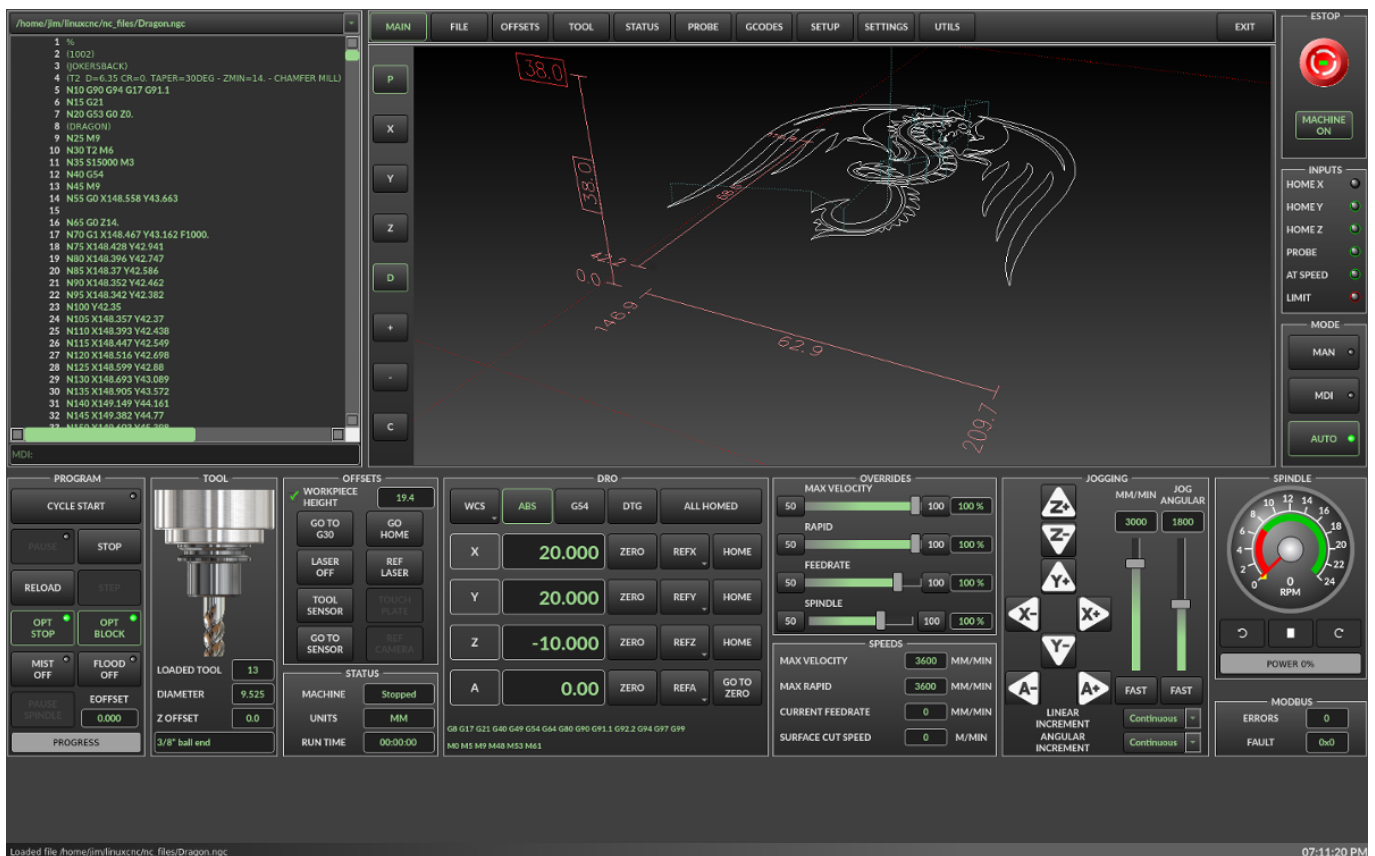 /home/jim/linuxcnc/nc_files/Dragon.ngc
1 %
2 (1002)
3 (JOKERSBACK)
4 (T2 D=6.35 CR=0. TAPER=30DEG - ZMIN=14. - CHAMFER MILL)
5 N10 G90 G94 G17 G91.1
6 N15 G21
7 N20 G53 G0 Z0.
8 (DRAGON)
9 N25 M9
10 N30 T2 M6
11 N35 S15000 M3
12 N40 G54
13 N45 M9
14 N55 G0 X148.558 Y43.663
15
16 N65 G0 Z14.
17 N70 G1 X148.467 Y43.162 F1000.
18 N75 X148.428 Y42.941
19 N80 X148.396 Y42.747
20 N85 X148.37 Y42.586
21 N90 X148.352 Y42.462
22 N95 X148.342 Y42.382
23 N100 Y42.35
24 N105 X148.357 Y42.37
25 N110 X148.393 Y42.438
26 N115 X148.447 Y42.549
27 N120 X148.516 Y42.698
28 N125 X148.599 Y42.88
29 N130 X148.693 Y43.089
30 N135 X148.905 Y43.572
31 N140 X149.149 Y44.161
32 N145 X149.382 Y44.77
MDI:
MAIN FILE OFFSETS TOOL STATUS PROBE GCODES SETUP SETTINGS UTILS EXIT
P
X
Y
Z
D
+
-
C
38.0
38.0
42.2
0.0
146.9
62.9
209.7
ESTOP
MACHINE
ON
INPUTS
HOME X
HOME Y
HOME Z
PROBE
AT SPEED
LIMIT
MODE
MAN
MDI
AUTO
PROGRAM
CYCLE START
PAUSE STOP
RELOAD STEP
OPT
STOP
OPT
BLOCK
MIST
OFF
FLOOD
OFF
PAUSE
SPINDLE
EOFFSET
0.000
PROGRESS
TOOL
LOADED TOOL 13
DIAMETER 9.525
Z OFFSET 0.0
3/8" ball end
OFFSETS
WORKPIECE
HEIGHT
19.4
GO TO
G30
GO
HOME
LASER
OFF
REF
LASER
TOOL
SENSOR
TOUCH
PLATE
GO TO
SENSOR
REF
CAMERA
STATUS
MACHINE Stopped
UNITS MM
RUN TIME 00:00:00
DRO
WCS ABS G54 DTG ALL HOMED
X 20.000 ZERO REFX HOME
Y 20.000 ZERO REFY HOME
Z -10.000 ZERO REFZ HOME
A 0.00 ZERO REFA GO TO
ZERO
G8 G17 G21 G40 G49 G54 G64 G80 G90 G91.1 G92.2 G94 G97 G99
M0 M5 M9 M48 M53 M61
OVERRIDES
MAX VELOCITY
50 100 100 %
RAPID
50 100 100 %
FEEDRATE
50 100 100 %
SPINDLE
50 100 100 %
SPEEDS
MAX VELOCITY 3600 MM/MIN
MAX RAPID 3600 MM/MIN
CURRENT FEEDRATE 0 MM/MIN
SURFACE CUT SPEED 0 M/MIN
JOGGING
Z+
Z-
Y+
X- X+
Y-
A- A+
MM/MIN
JOG
ANGULAR
3000 1800
FAST FAST
LINEAR
INCREMENT
Continuous
ANGULAR
INCREMENT
Continuous
SPINDLE
0 2 4 6 8 10 12 14 16 18 20 22 24
0
RPM
POWER 0%
MODBUS
ERRORS 0
FAULT 0x0
Loaded file /home/jim/linuxcnc/nc_files/Dragon.ngc
07:11:20 PM